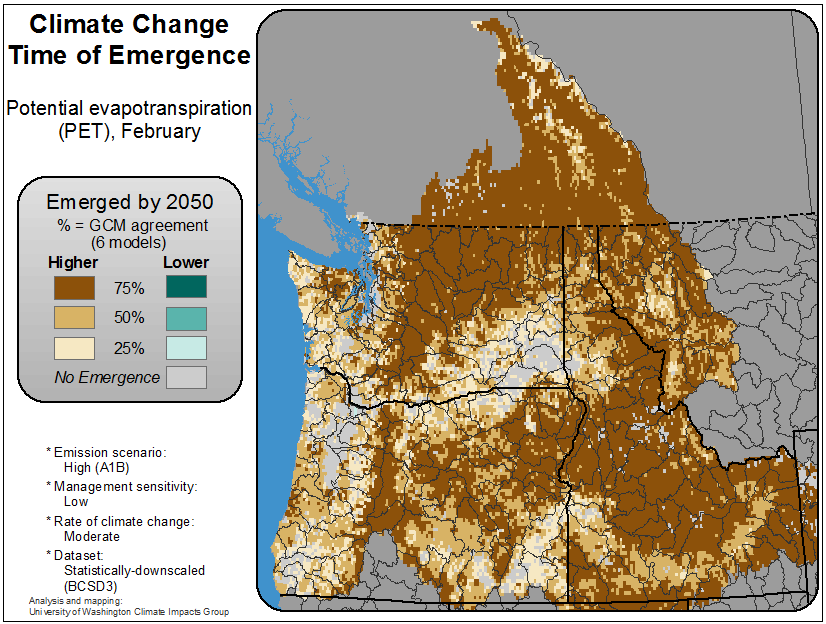 Climate Change
Time of Emergence
Potential evapotranspiration
(PET), February
Emerged by 2050
% = GCM agreement
(6 models)
Higher Lower
75%
50%
25%
No Emergence
* Emission scenario:
High (A1B)
* Management sensitivity:
Low
* Rate of climate change:
Moderate
* Dataset:
Statistically-downscaled
(BCSD3)
Analysis and mapping:
University of Washington Climate Impacts Group